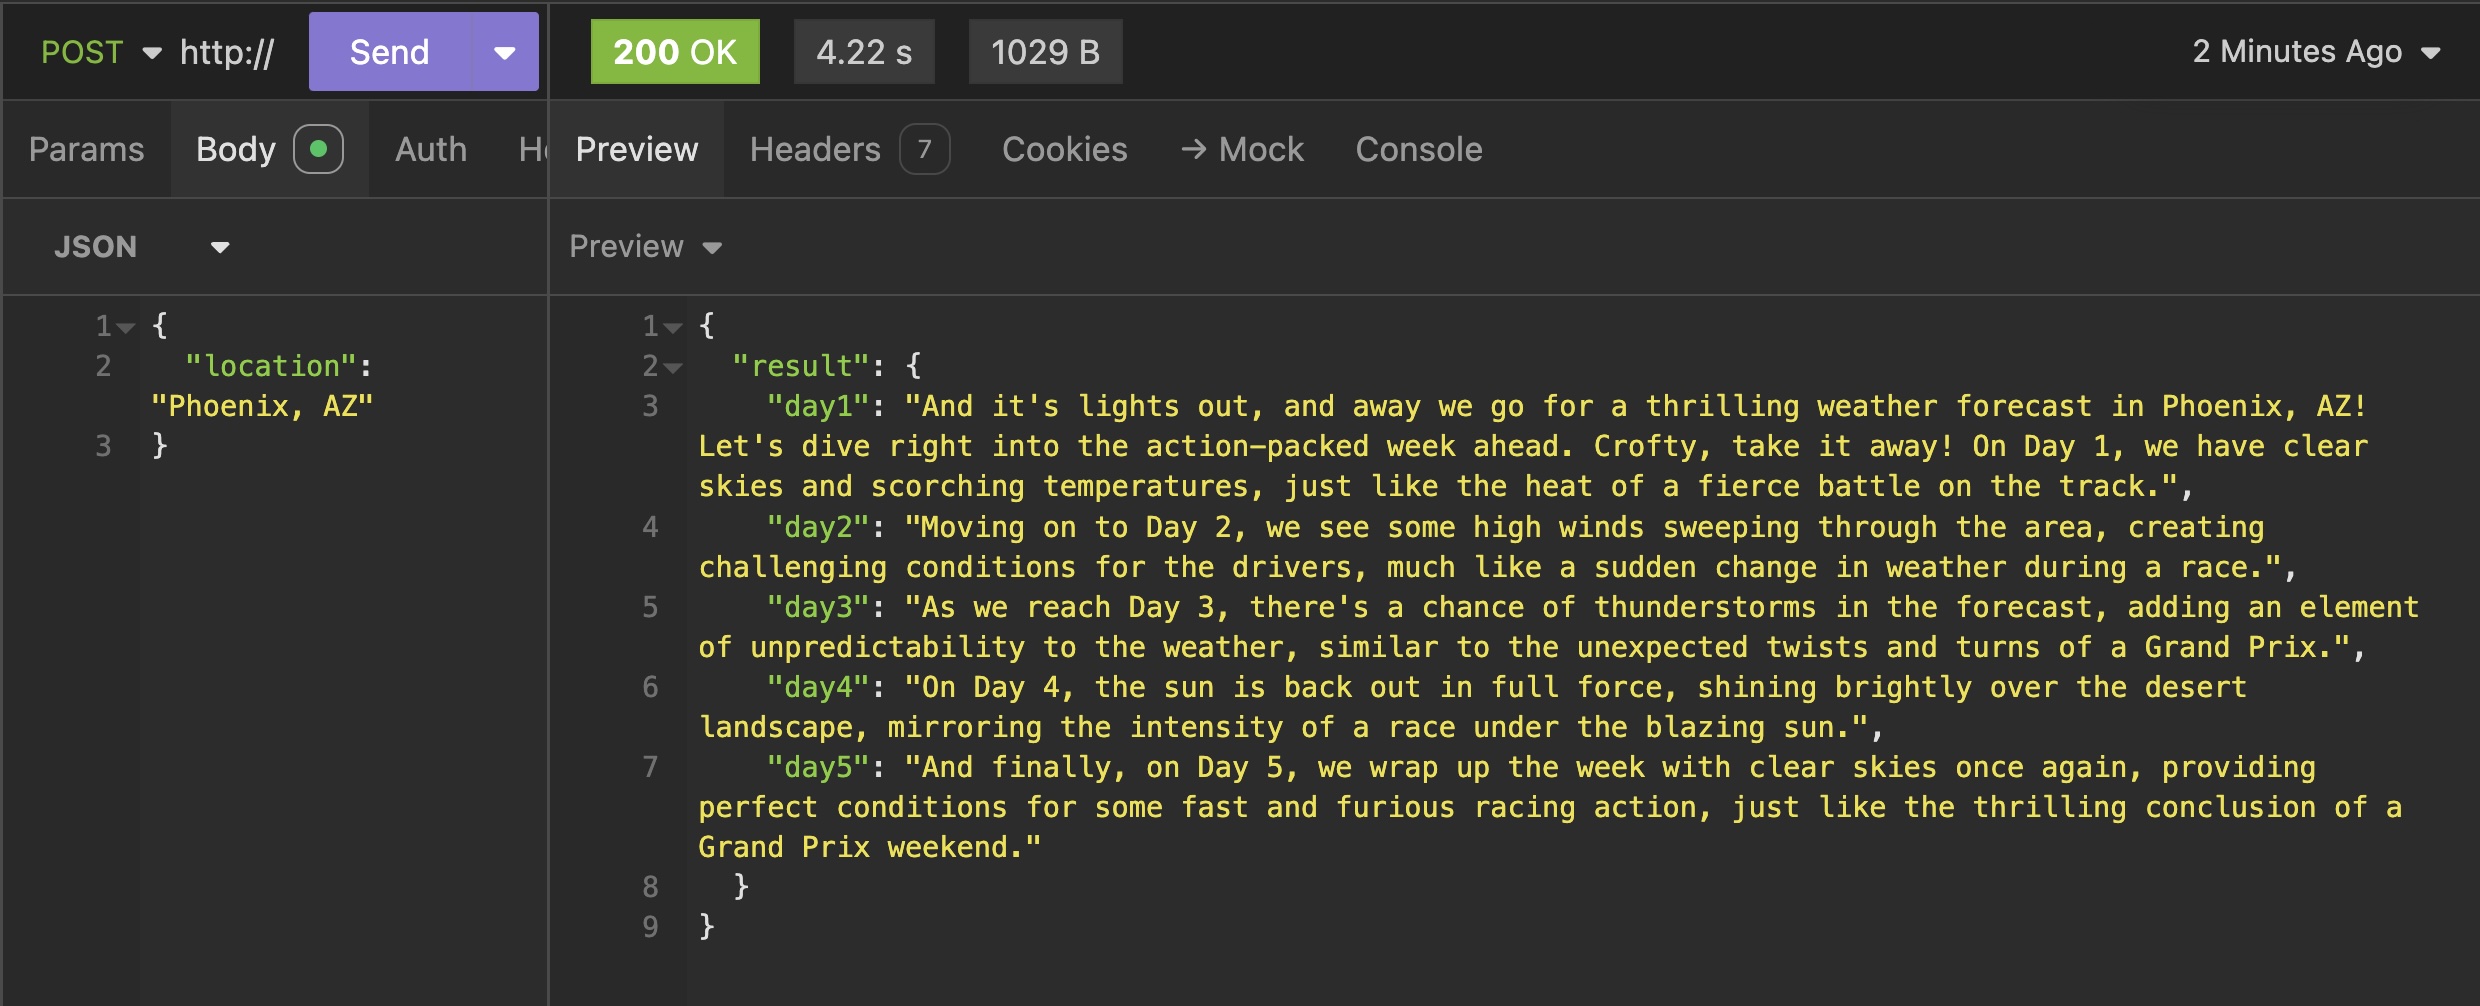 POST http:// Send 200 OK 4.22 s 1029 B 2 Minutes Ago
Params Body Auth Preview Headers 7 Cookies → Mock Console
JSON Preview
1 {
2 "location":
"Phoenix, AZ"
3 }
1 {
2 "result": {
3 "day1": "And it's lights out, and away we go for a thrilling weather forecast in Phoenix, AZ!
Let's dive right into the action-packed week ahead. Crofty, take it away! On Day 1, we have clear
skies and scorching temperatures, just like the heat of a fierce battle on the track.",
4 "day2": "Moving on to Day 2, we see some high winds sweeping through the area, creating
challenging conditions for the drivers, much like a sudden change in weather during a race.",
5 "day3": "As we reach Day 3, there's a chance of thunderstorms in the forecast, adding an element
of unpredictability to the weather, similar to the unexpected twists and turns of a Grand Prix.",
6 "day4": "On Day 4, the sun is back out in full force, shining brightly over the desert
landscape, mirroring the intensity of a race under the blazing sun.",
7 "day5": "And finally, on Day 5, we wrap up the week with clear skies once again, providing
perfect conditions for some fast and furious racing action, just like the thrilling conclusion of a
Grand Prix weekend."
8 }
9 }